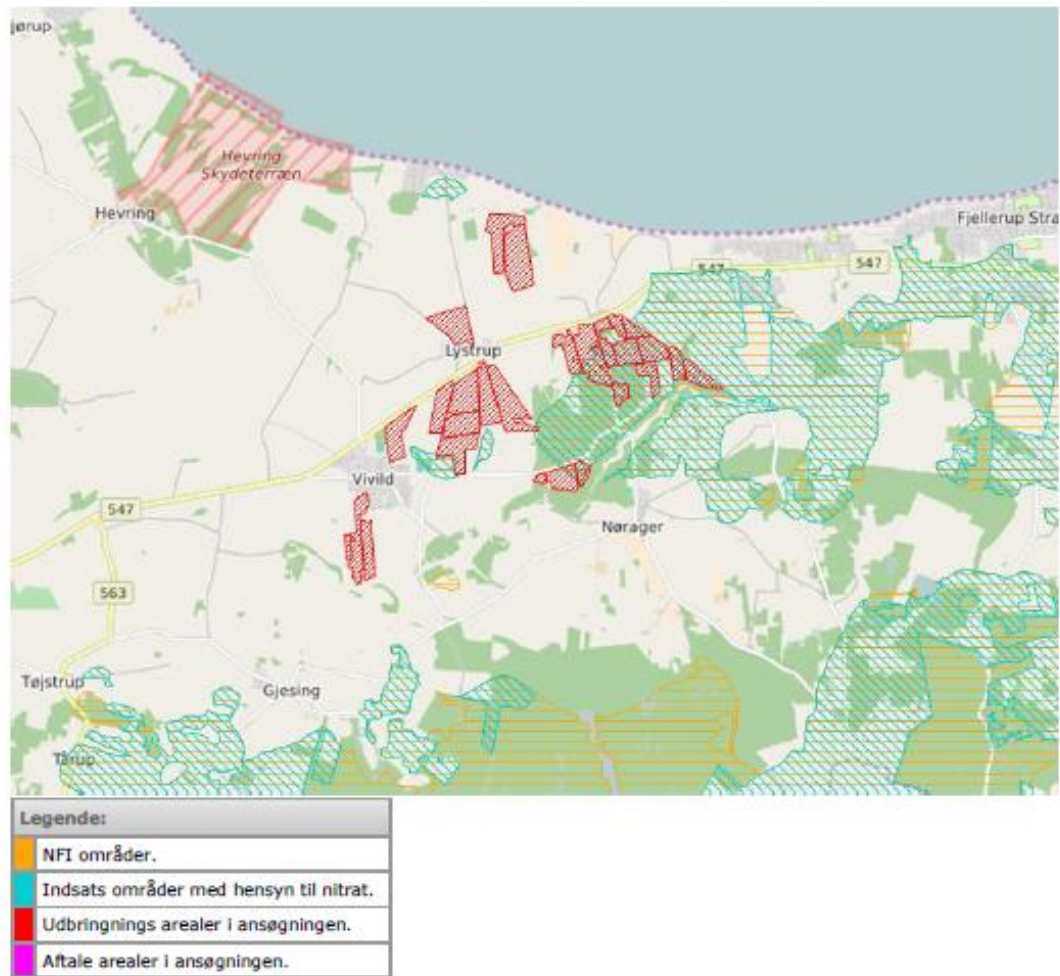 jørup
Hevring
Skydeterræn
Hevring
Fjellerup Stra
547
547
Lystrup
Vivild
547
Nørager
563
Tøjstrup
Gjesing
Tårup
Legende:
NFI områder.
Indsats områder med hensyn til nitrat.
Udbringnings arealer i ansøgningen.
Aftale arealer i ansøgningen.